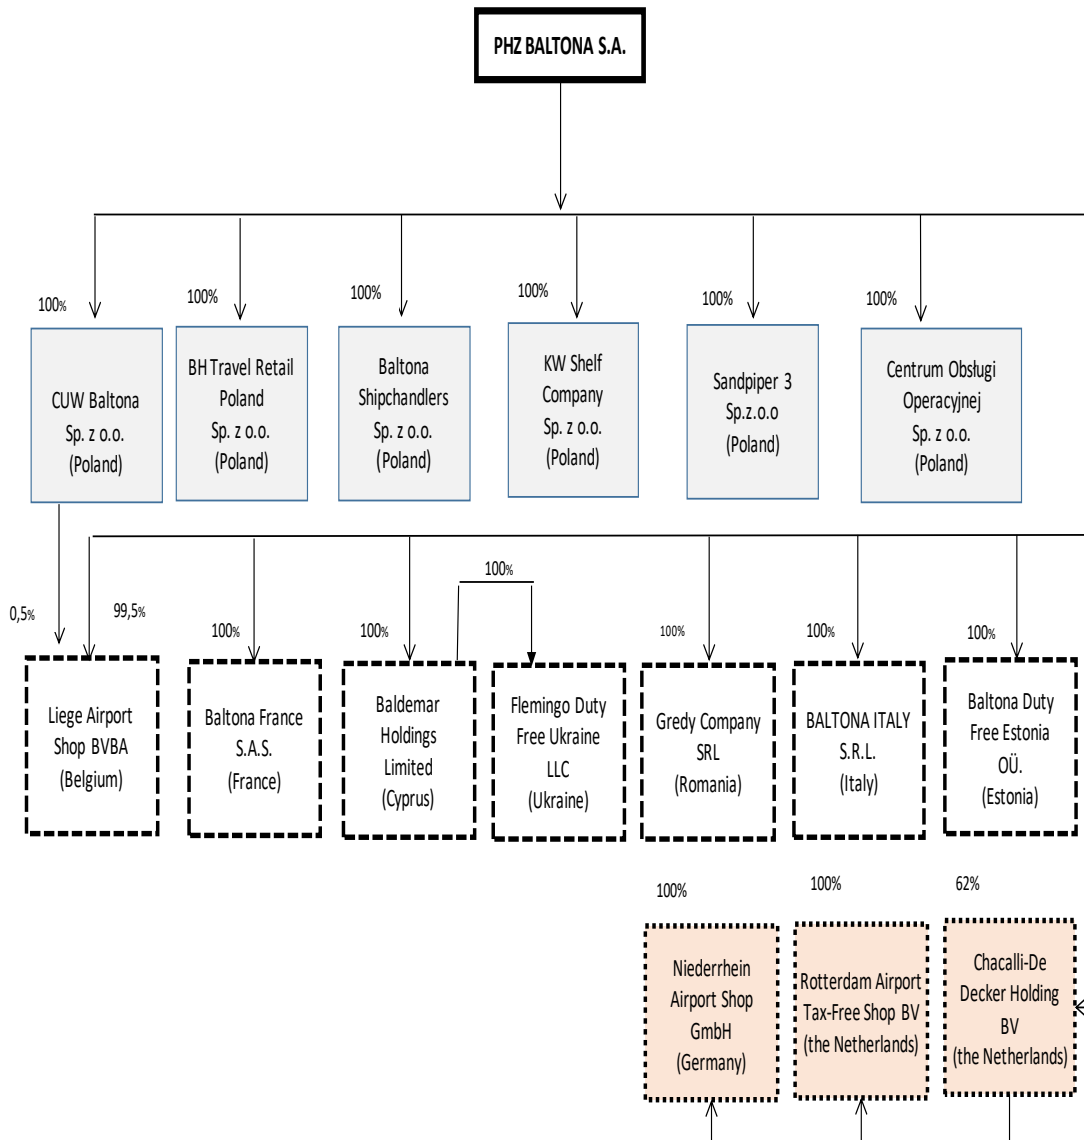 PHZ BALTONA S.A.
100%
100%
100%
100%
100%
100%
CUW Baltona
Sp. z o.o.
(Poland)
BH Travel Retail
Poland
Sp. z o.o.
(Poland)
Baltona
Shipchandlers
Sp. z o.o.
(Poland)
KW Shelf
Company
Sp. z o.o.
(Poland)
Sandpiper 3
Sp.z.o.o
(Poland)
Centrum Obsługi
Operacyjnej
Sp. z o.o.
(Poland)
0,5%
99,5%
100%
100%
100%
100%
100%
100%
Liege Airport
Shop BVBA
(Belgium)
Baltona France
S.A.S.
(France)
Baldemar
Holdings
Limited
(Cyprus)
Flemingo Duty
Free Ukraine
LLC
(Ukraine)
Gredy Company
SRL
(Romania)
BALTONA ITALY
S.R.L.
(Italy)
Baltona Duty
Free Estonia
OÜ.
(Estonia)
100%
100%
62%
Niederrhein
Airport Shop
GmbH
(Germany)
Rotterdam Airport
Tax-Free Shop BV
(the Netherlands)
Chacalli-De
Decker Holding
BV
(the Netherlands)